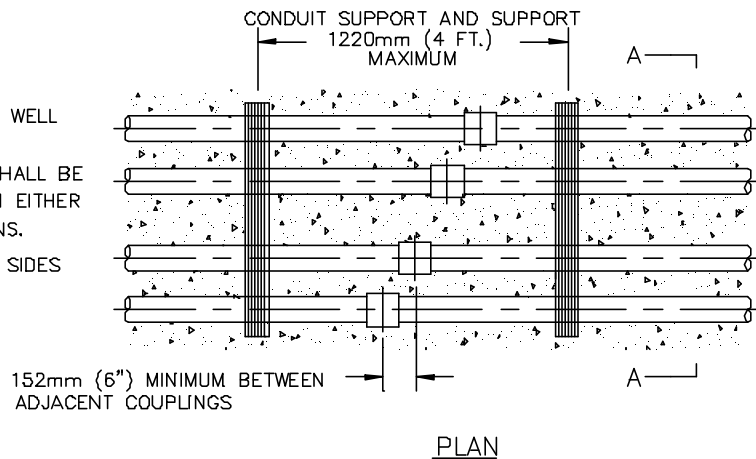 CONDUIT SUPPORT AND SUPPORT
1220mm (4 FT.)
MAXIMUM
A
WELL
HALL BE
EITHER
NS.
SIDES
152mm (6") MINIMUM BETWEEN
ADJACENT COUPLINGS
A
PLAN